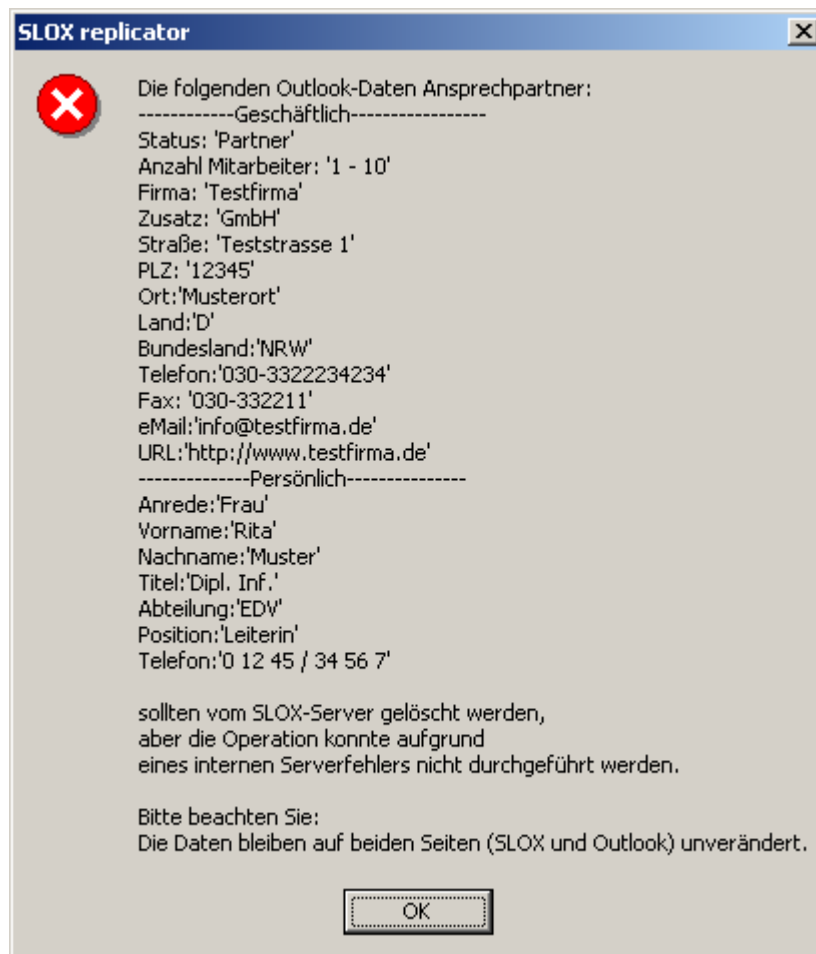 SLOX replicator
Die folgenden Outlook-Daten Ansprechpartner:
------------Geschäftlich-----------------
Status: 'Partner'
Anzahl Mitarbeiter: '1 - 10'
Firma: 'Testfirma'
Zusatz: 'GmbH'
Straße: 'Teststrasse 1'
PLZ: '12345'
Ort:'Musterort'
Land:'D'
Bundesland:'NRW'
Telefon:'030-3322234234'
Fax: '030-332211'
eMail:'info@testfirma.de'
URL:'http://www.testfirma.de'
--------------Persönlich---------------
Anrede:'Frau'
Vorname:'Rita'
Nachname:'Muster'
Titel:'Dipl. Inf.'
Abteilung:'EDV'
Position:'Leiterin'
Telefon:'0 12 45 / 34 56 7'
sollten vom SLOX-Server gelöscht werden,
aber die Operation konnte aufgrund
eines internen Serverfehlers nicht durchgeführt werden.
Bitte beachten Sie:
Die Daten bleiben auf beiden Seiten (SLOX und Outlook) unverändert.
OK